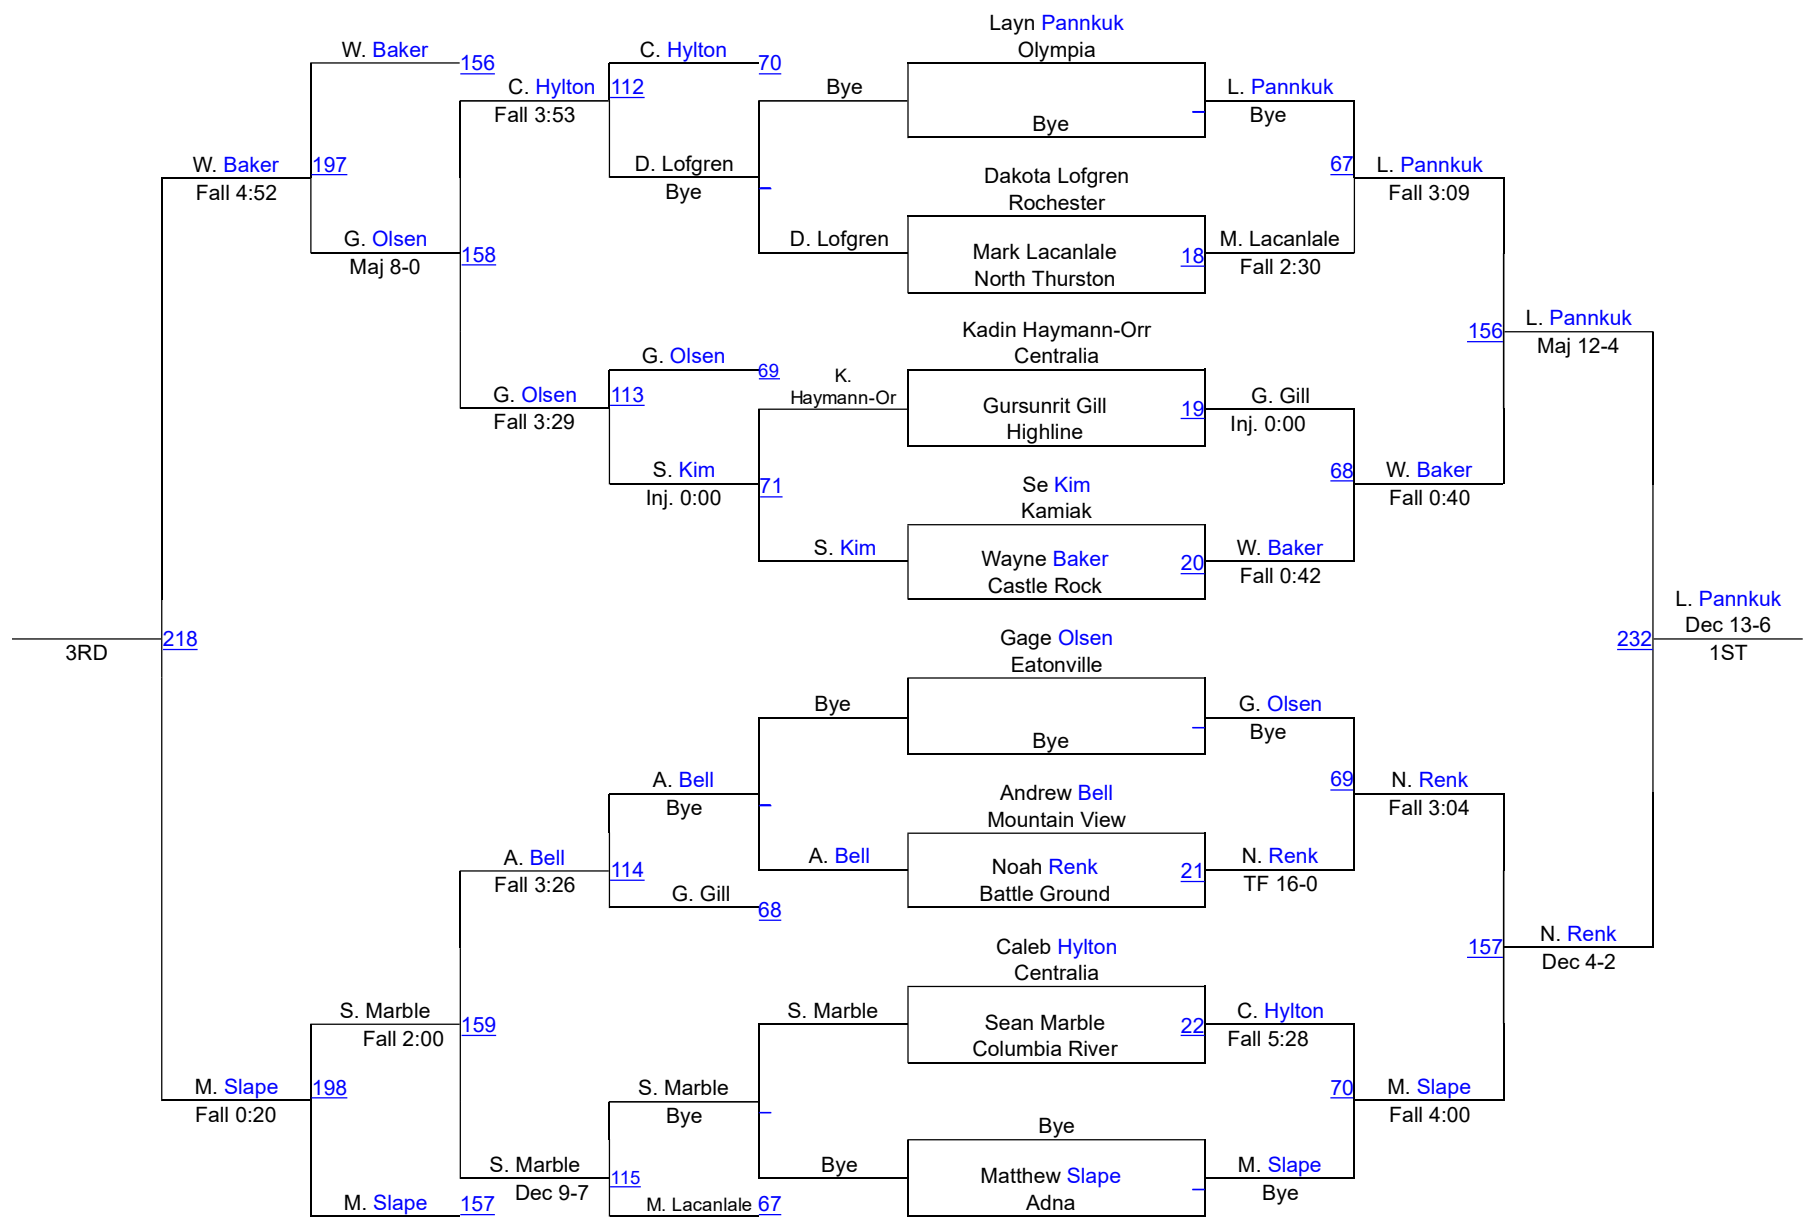 Layn Pannkuk
W. Baker
C. Hylton
Olympia
156
70
C. Hylton
112
Bye
L. Pannkuk
Fall 3:53
Bye
Bye
W. Baker
197
D. Lofgren
67
L. Pannkuk
Fall 4:52
Bye
Dakota Lofgren
Fall 3:09
Rochester
G. Olsen
158
D. Lofgren
Mark Lacanlale
18
M. Lacanlale
Maj 8-0
North Thurston
Fall 2:30
Kadin Haymann-Orr
156
L. Pannkuk
G. Olsen
69
Centralia
Maj 12-4
K.
Haymann-Or
G. Olsen
113
Gursunrit Gill
19
G. Gill
Fall 3:29
Highline
Inj. 0:00
S. Kim
71
Se Kim
68
W. Baker
Inj. 0:00
Kamiak
Fall 0:40
S. Kim
Wayne Baker
20
W. Baker
Castle Rock
Fall 0:42
L. Pannkuk
218
Gage Olsen
232
Dec 13-6
3RD
Eatonville
1ST
Bye
G. Olsen
Bye
Bye
A. Bell
69
N. Renk
Bye
Andrew Bell
Fall 3:04
Mountain View
A. Bell
114
A. Bell
Noah Renk
21
N. Renk
Fall 3:26
G. Gill
68
Battle Ground
TF 16-0
Caleb Hylton
157
N. Renk
Centralia
Dec 4-2
S. Marble
159
S. Marble
Sean Marble
22
C. Hylton
Fall 2:00
Columbia River
Fall 5:28
M. Slape
198
S. Marble
70
M. Slape
Fall 0:20
Bye
Bye
Fall 4:00
S. Marble
115
Bye
Matthew Slape
M. Slape
Dec 9-7
Adna
Bye
M. Slape
157
M. Lacanlale
67